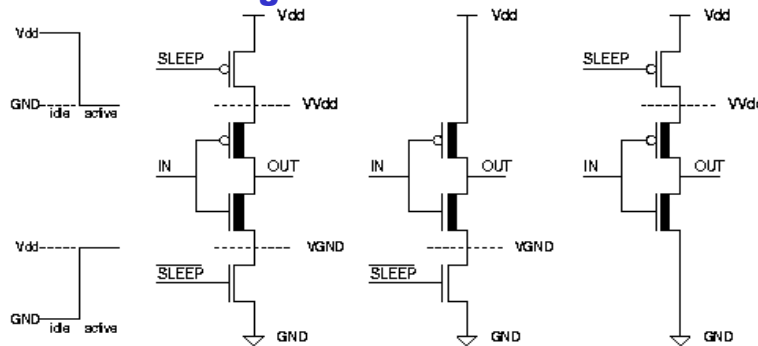 g
Vdd
GND
idle active
Vdd
GND
idle active
Vdd
SLEEP
VVdd
IN
OUT
VGND
SLEEP
GND
Vdd
IN
OUT
VGND
SLEEP
GND
Vdd
SLEEP
VVdd
IN
OUT
GND